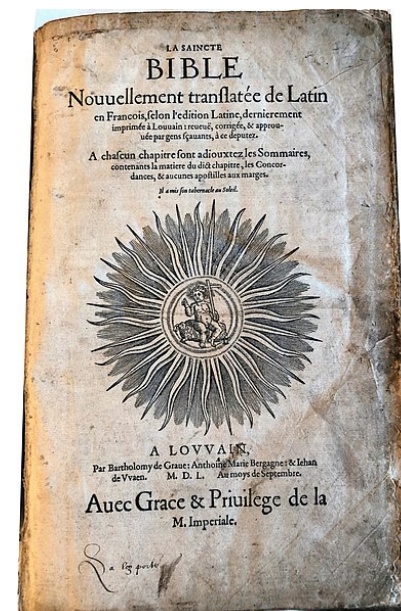 LA SAINCTE
BIBLE
Nouuellement tranſlatée de Latin
en Francois, ſelon l'edition Latine, dernierement
imprimée à Louuain : reueuë, corrigée, & approu-
uée par gens ſçauants, à ce deputez.
A chaſcun chapitre ſont adiouxtez les Sommaires,
contenants la matiere du dict chapitre, les Concor-
dances, & aucunes apoſtilles aux marges.
Il a mis ſon tabernacle au Soleil.
A LOVVAIN,
Par Bartholomy de Graue: Anthoine Marie Bergagne: & Iehan
de VVaen. M. D. L. Au moys de Septembre.
Auec Grace & Priuilege de la
M. Imperiale.